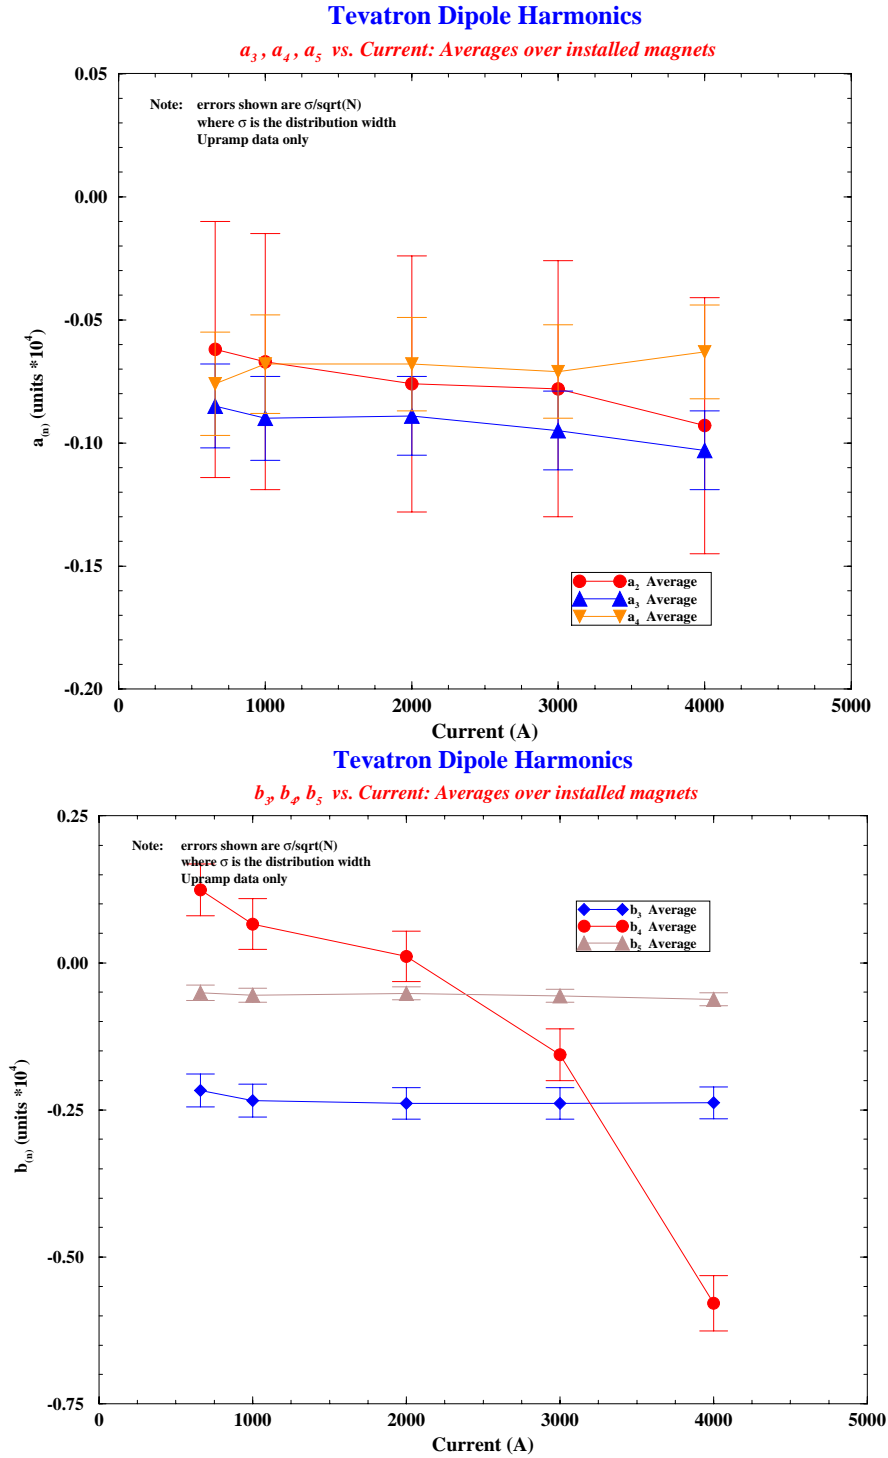 Tevatron Dipole Harmonics
a3 , a4 , a5 vs. Current: Averages over installed magnets
0.05
Note: errors shown are σ/sqrt(N)
where σ is the distribution width
Upramp data only
0.00
-0.05
a(n) (units *10^4)
-0.10
-0.15
a2 Average
a3 Average
a4 Average
-0.20
0 1000 2000 3000 4000 5000
Current (A)
Tevatron Dipole Harmonics
b3, b4, b5 vs. Current: Averages over installed magnets
0.25
Note: errors shown are σ/sqrt(N)
where σ is the distribution width
Upramp data only
b3 Average
b4 Average
b5 Average
0.00
b(n) (units *10^4)
-0.25
-0.50
-0.75
0 1000 2000 3000 4000 5000
Current (A)